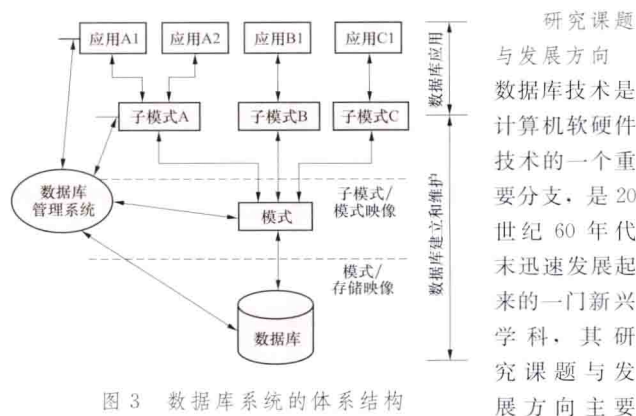 应用A1 应用A2 应用B1 应用C1
数据库应用
子模式A 子模式B 子模式C
数据库
管理系统
子模式/
模式映像
模式
数据库建立和维护
模式/
存储映像
数据库
图 3 数据库系统的体系结构
研究课题
与发展方向
数据库技术是
计算机软硬件
技术的一个重
要分支.是20
世纪 60 年代
末迅速发展起
来的一门新兴
学科.其研
究课题与发
展方向主要